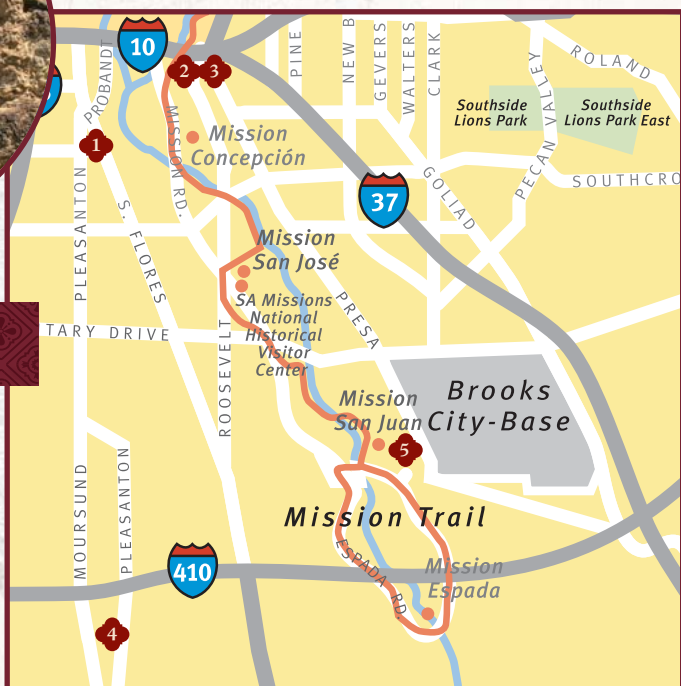 10
PROBANDT
2
3
PINE
NEW B
GEVERS
WALTERS
CLARK
PECAN VALLEY
ROLAND
Southside
Lions Park
Southside
Lions Park East
1
MISSION RD.
Mission
Concepción
37
GOLIAD
SOUTHCRO
PLEASANTON
S. FLORES
Mission
San José
SA Missions
National
Historical
Visitor
Center
PRESA
TARY DRIVE
ROOSEVELT
Mission
San Juan
5
Brooks
City-Base
MOURSUND
PLEASANTON
Mission Trail
ESPADA RD.
410
Mission
Espada
4